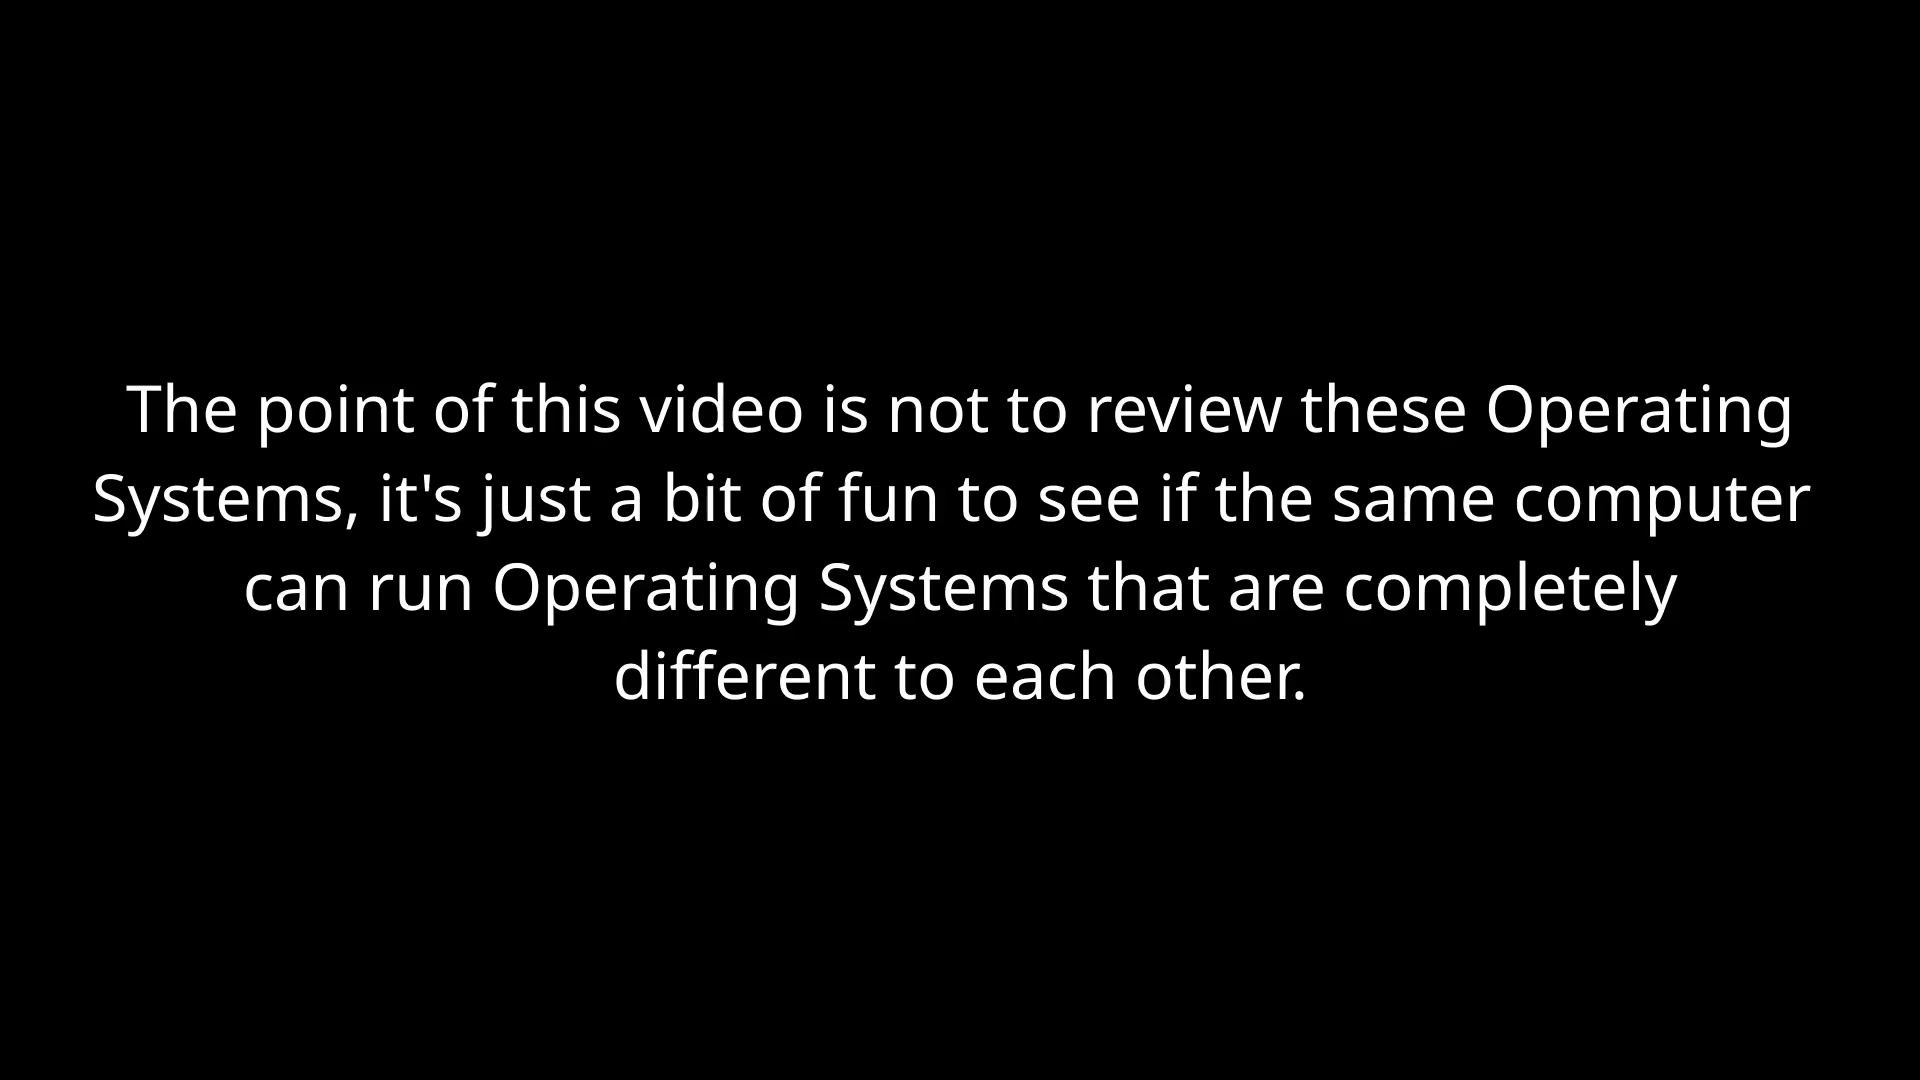 The point of this video is not to review these Operating
Systems, it's just a bit of fun to see if the same computer
can run Operating Systems that are completely
different to each other.